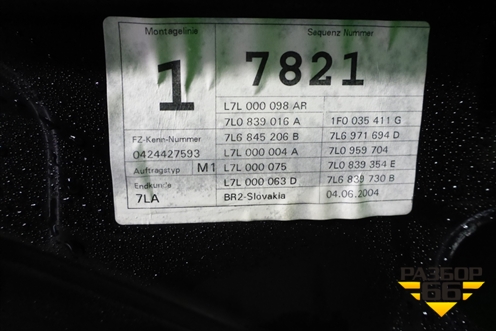 Montagelinie Sequenz Nummer
1 7821
L7L 000 098 AR
7L0 839 016 A 1F0 035 411 G
FZ-Kenn-Nummer 7L6 845 206 B 7L6 971 694 D
0424427593 L7L 000 004 A 7L0 959 704
Auftragstyp M1 L7L 000 075 7L0 839 354 E
Endkunde L7L 000 063 D 7L6 839 730 B
7LA BR2-Slovakia 04.06.2004
РАЗБОР
66